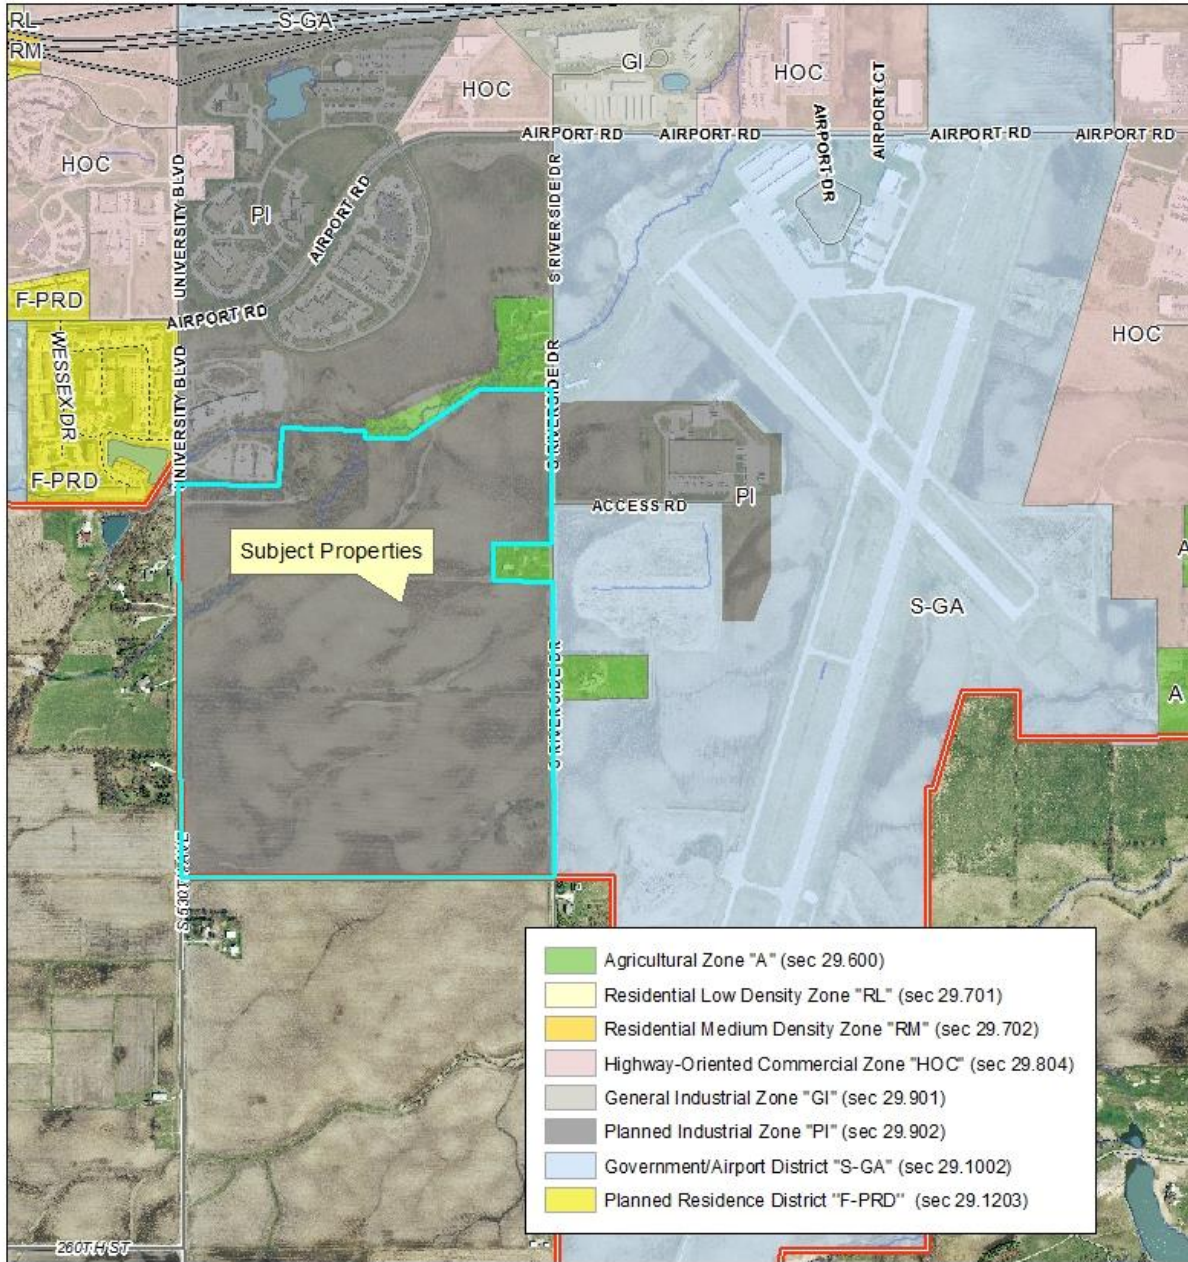 RL
S-GA
RM
HOC
GI
HOC
AIRPORT CT
AIRPORT RD
AIRPORT RD
AIRPORT RD
AIRPORT RD
HOC
UNIVERSITY BLVD
PI
AIRPORT RD
S RIVERSIDE DR
AIRPORT DR
F-PRD
AIRPORT RD
HOC
WESSEX DR
UNIVERSITY BLVD
S RIVERSIDE DR
F-PRD
ACCESS RD
PI
Subject Properties
A
S-GA
S RIVERSIDE DR
A
S 530TH AVE
Agricultural Zone "A" (sec 29.600)
Residential Low Density Zone "RL" (sec 29.701)
Residential Medium Density Zone "RM" (sec 29.702)
Highway-Oriented Commercial Zone "HOC" (sec 29.804)
General Industrial Zone "GI" (sec 29.901)
Planned Industrial Zone "PI" (sec 29.902)
Government/Airport District "S-GA" (sec 29.1002)
Planned Residence District "F-PRD" (sec 29.1203)
260TH ST